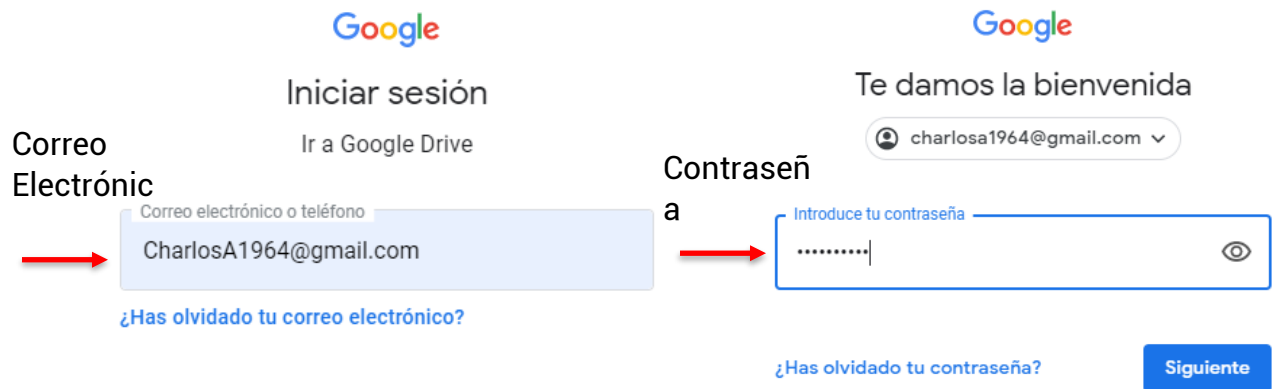 Google
Iniciar sesión
Ir a Google Drive
Correo
Electrónic
Correo electrónico o teléfono
CharlosA1964@gmail.com
¿Has olvidado tu correo electrónico?
Google
Te damos la bienvenida
charlosa1964@gmail.com
Contraseñ
a
Introduce tu contraseña
••••••••••
¿Has olvidado tu contraseña?
Siguiente